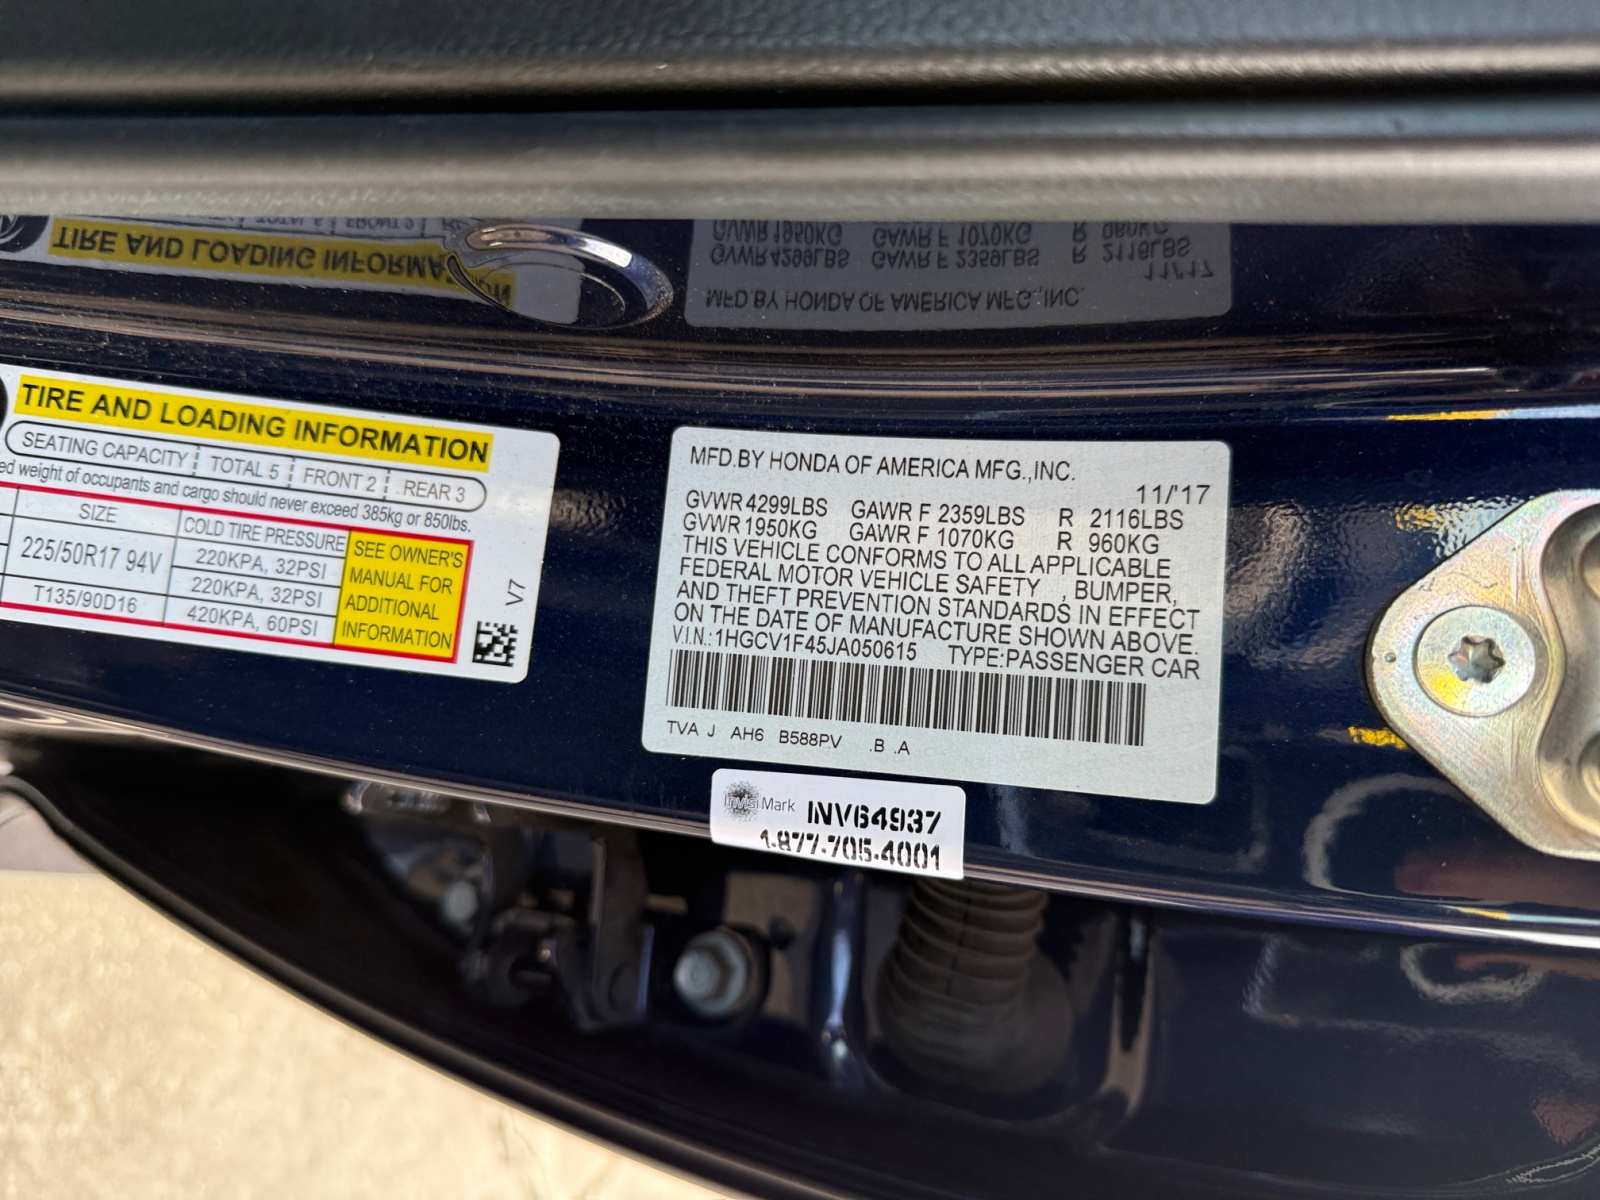 TIRE AND LOADING INFORMATION
SEATING CAPACITY TOTAL 5 FRONT 2 REAR 3
ed weight of occupants and cargo should never exceed 385kg or 850lbs.
SIZE COLD TIRE PRESSURE
225/50R17 94V 220KPA, 32PSI
220KPA, 32PSI
T135/90D16 420KPA, 60PSI
SEE OWNER'S
MANUAL FOR
ADDITIONAL
INFORMATION
V7
MFD.BY HONDA OF AMERICA MFG.,INC.
11/'17
GVWR 4299LBS GAWR F 2359LBS R 2116LBS
GVWR 1950KG GAWR F 1070KG R 960KG
THIS VEHICLE CONFORMS TO ALL APPLICABLE
FEDERAL MOTOR VEHICLE SAFETY , BUMPER,
AND THEFT PREVENTION STANDARDS IN EFFECT
ON THE DATE OF MANUFACTURE SHOWN ABOVE.
V.I.N.:1HGCV1F45JA050615 TYPE:PASSENGER CAR
TVA J AH6 B588PV .B .A
InVisiMark INV64937
1-877-705-4001